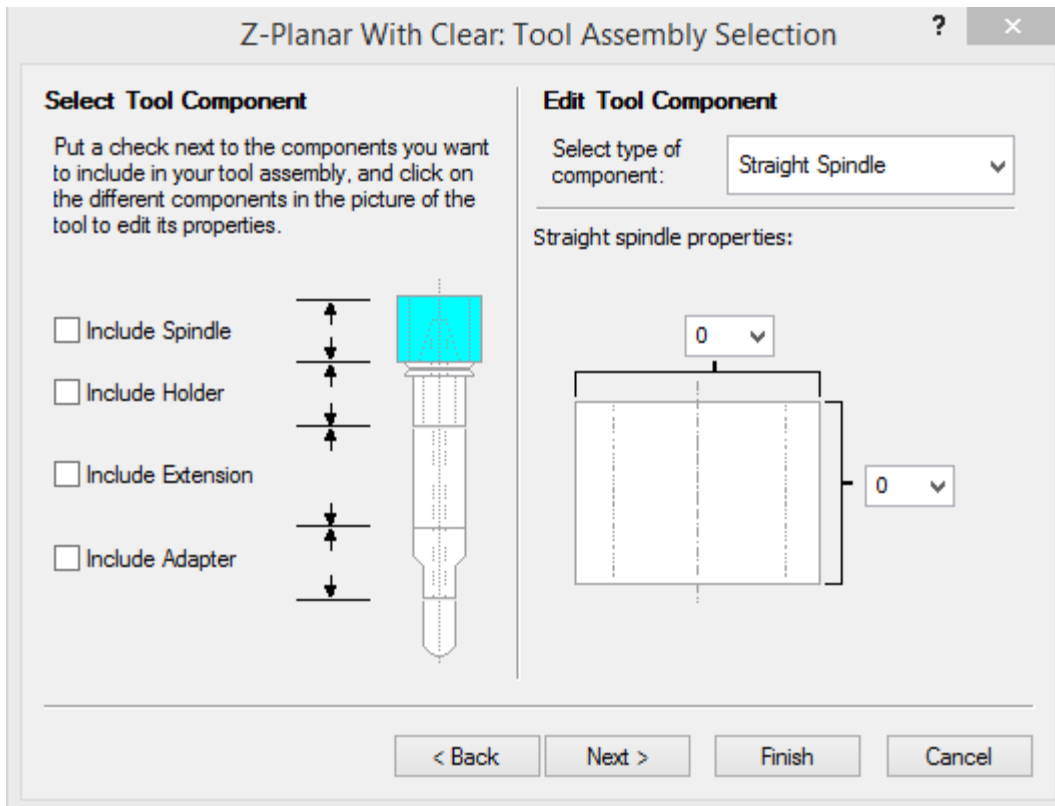 Z-Planar With Clear: Tool Assembly Selection
?
Select Tool Component
Put a check next to the components you want
to include in your tool assembly, and click on
the different components in the picture of the
tool to edit its properties.
Include Spindle
Include Holder
Include Extension
Include Adapter
Edit Tool Component
Select type of
component:
Straight Spindle
Straight spindle properties:
0
0
< Back
Next >
Finish
Cancel